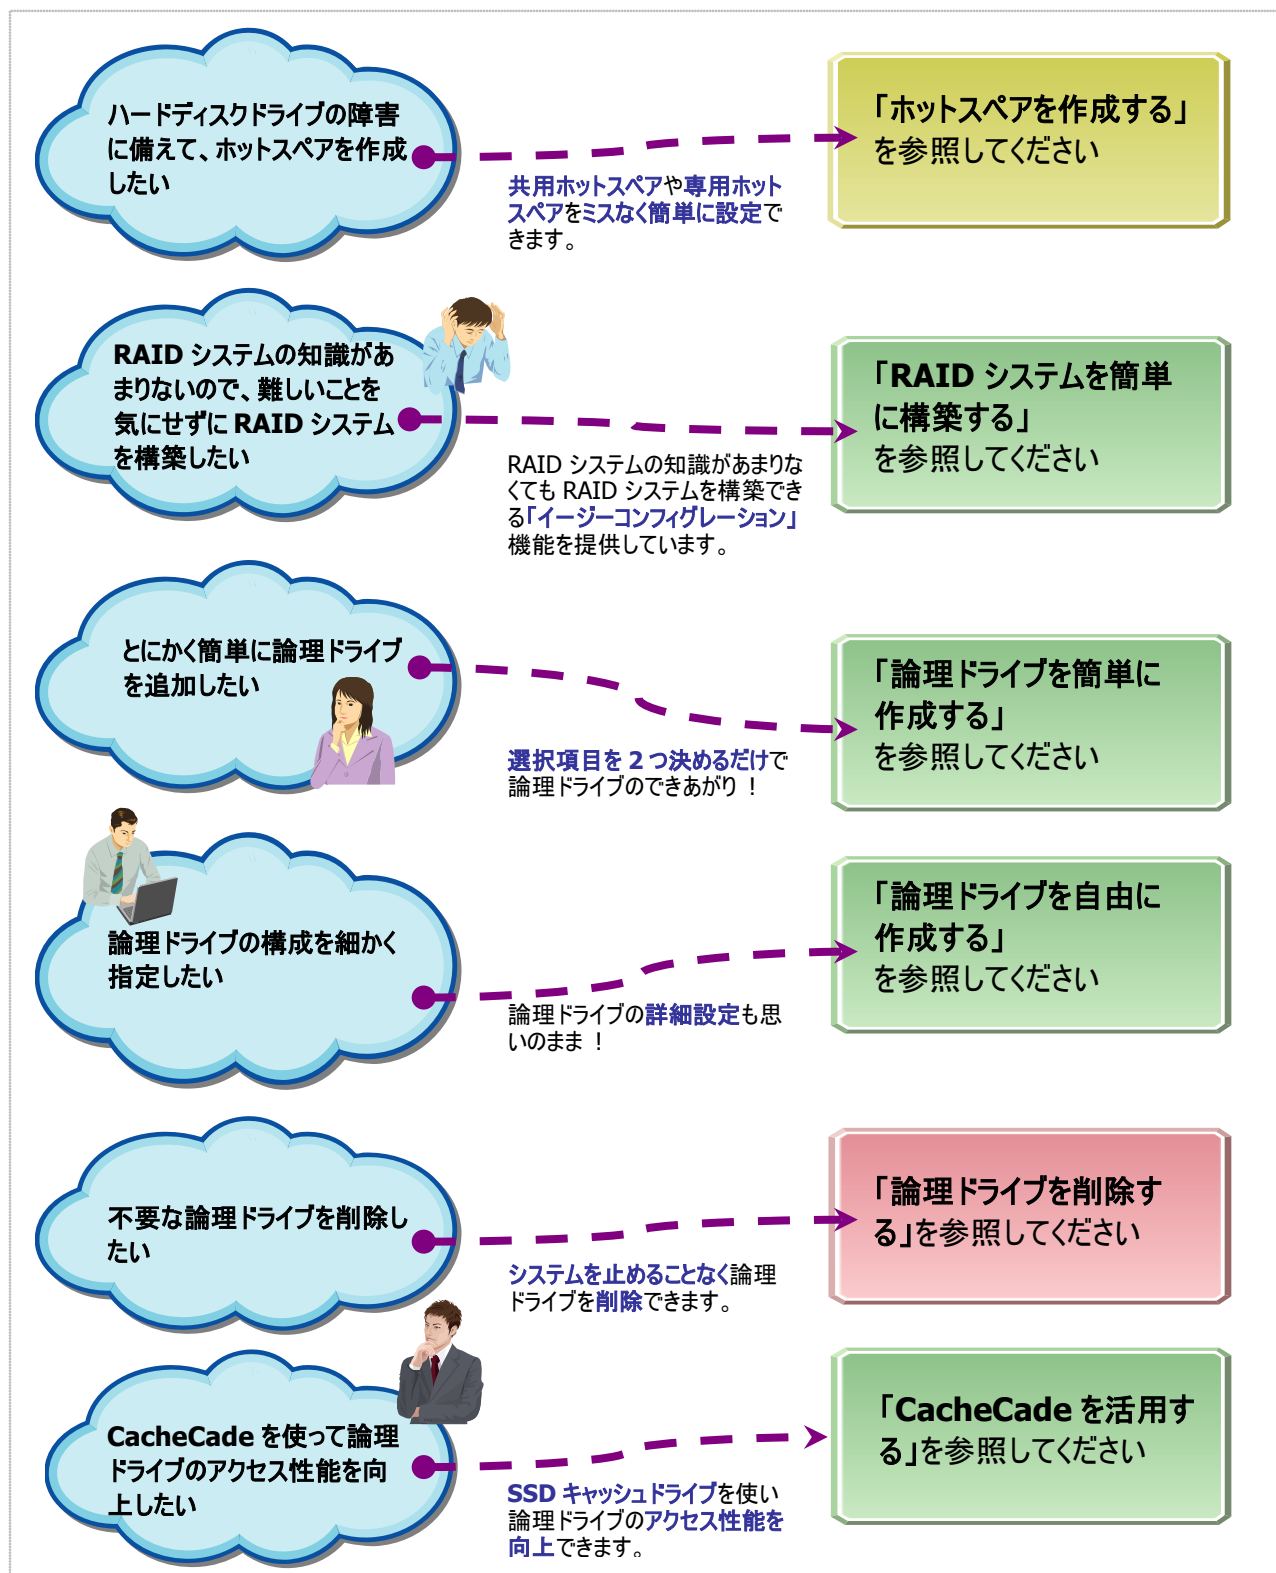 ハードディスクドライブの障害
に備えて、ホットスペアを作成
したい
「ホットスペアを作成する」
を参照してください
共用ホットスペアや専用ホット
スペアをミスなく簡単に設定で
きます。
RAID システムの知識があ
まりないので、難しいことを
気にせずに RAID システム
を構築したい
「RAID システムを簡単
に構築する」
を参照してください
RAID システムの知識があまりな
くても RAID システムを構築でき
る「イージーコンフィグレーション」
機能を提供しています。
とにかく簡単に論理ドライブ
を追加したい
「論理ドライブを簡単に
作成する」
を参照してください
選択項目を 2 つ決めるだけで
論理ドライブのできあがり！
論理ドライブの構成を細かく
指定したい
「論理ドライブを自由に
作成する」
を参照してください
論理ドライブの詳細設定も思
いのまま！
不要な論理ドライブを削除し
たい
「論理ドライブを削除す
る」を参照してください
システムを止めることなく論理
ドライブを削除できます。
CacheCade を使って論理
ドライブのアクセス性能を向
上したい
「CacheCade を活用す
る」を参照してください
SSD キャッシュドライブを使い
論理ドライブのアクセス性能を
向上できます。